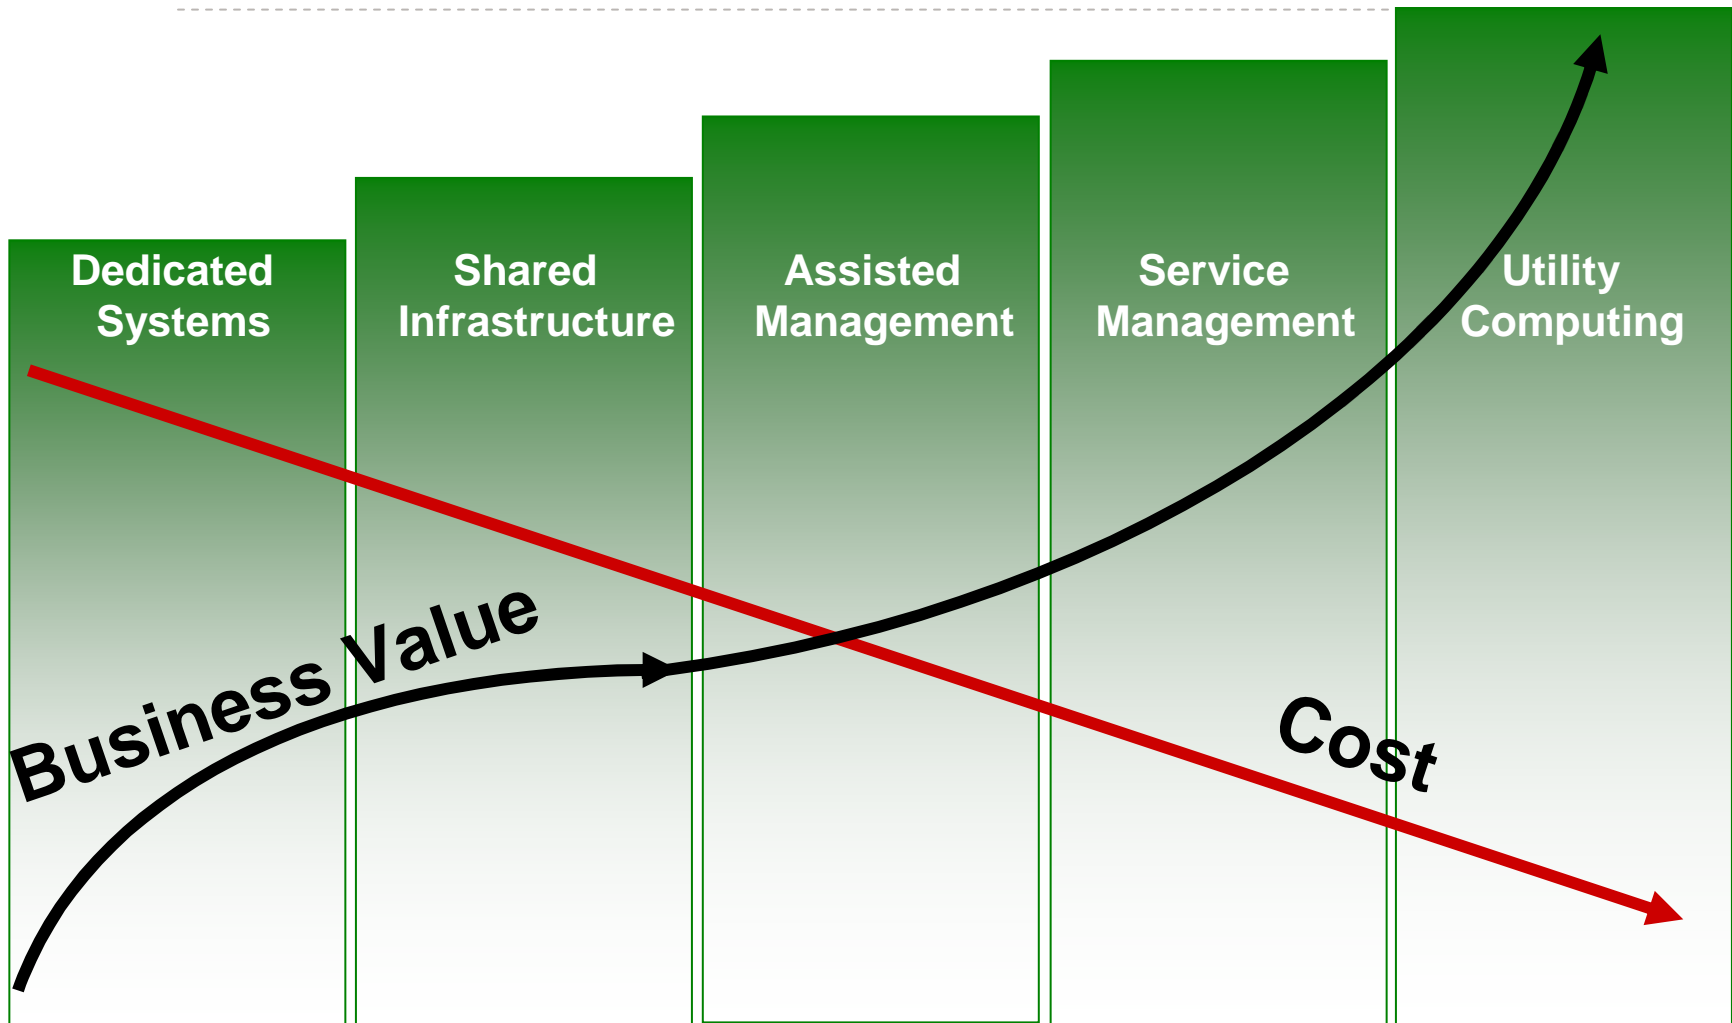 Dedicated
Systems
Shared
Infrastructure
Assisted
Management
Service
Management
Utility
Computing
Business Value
Cost